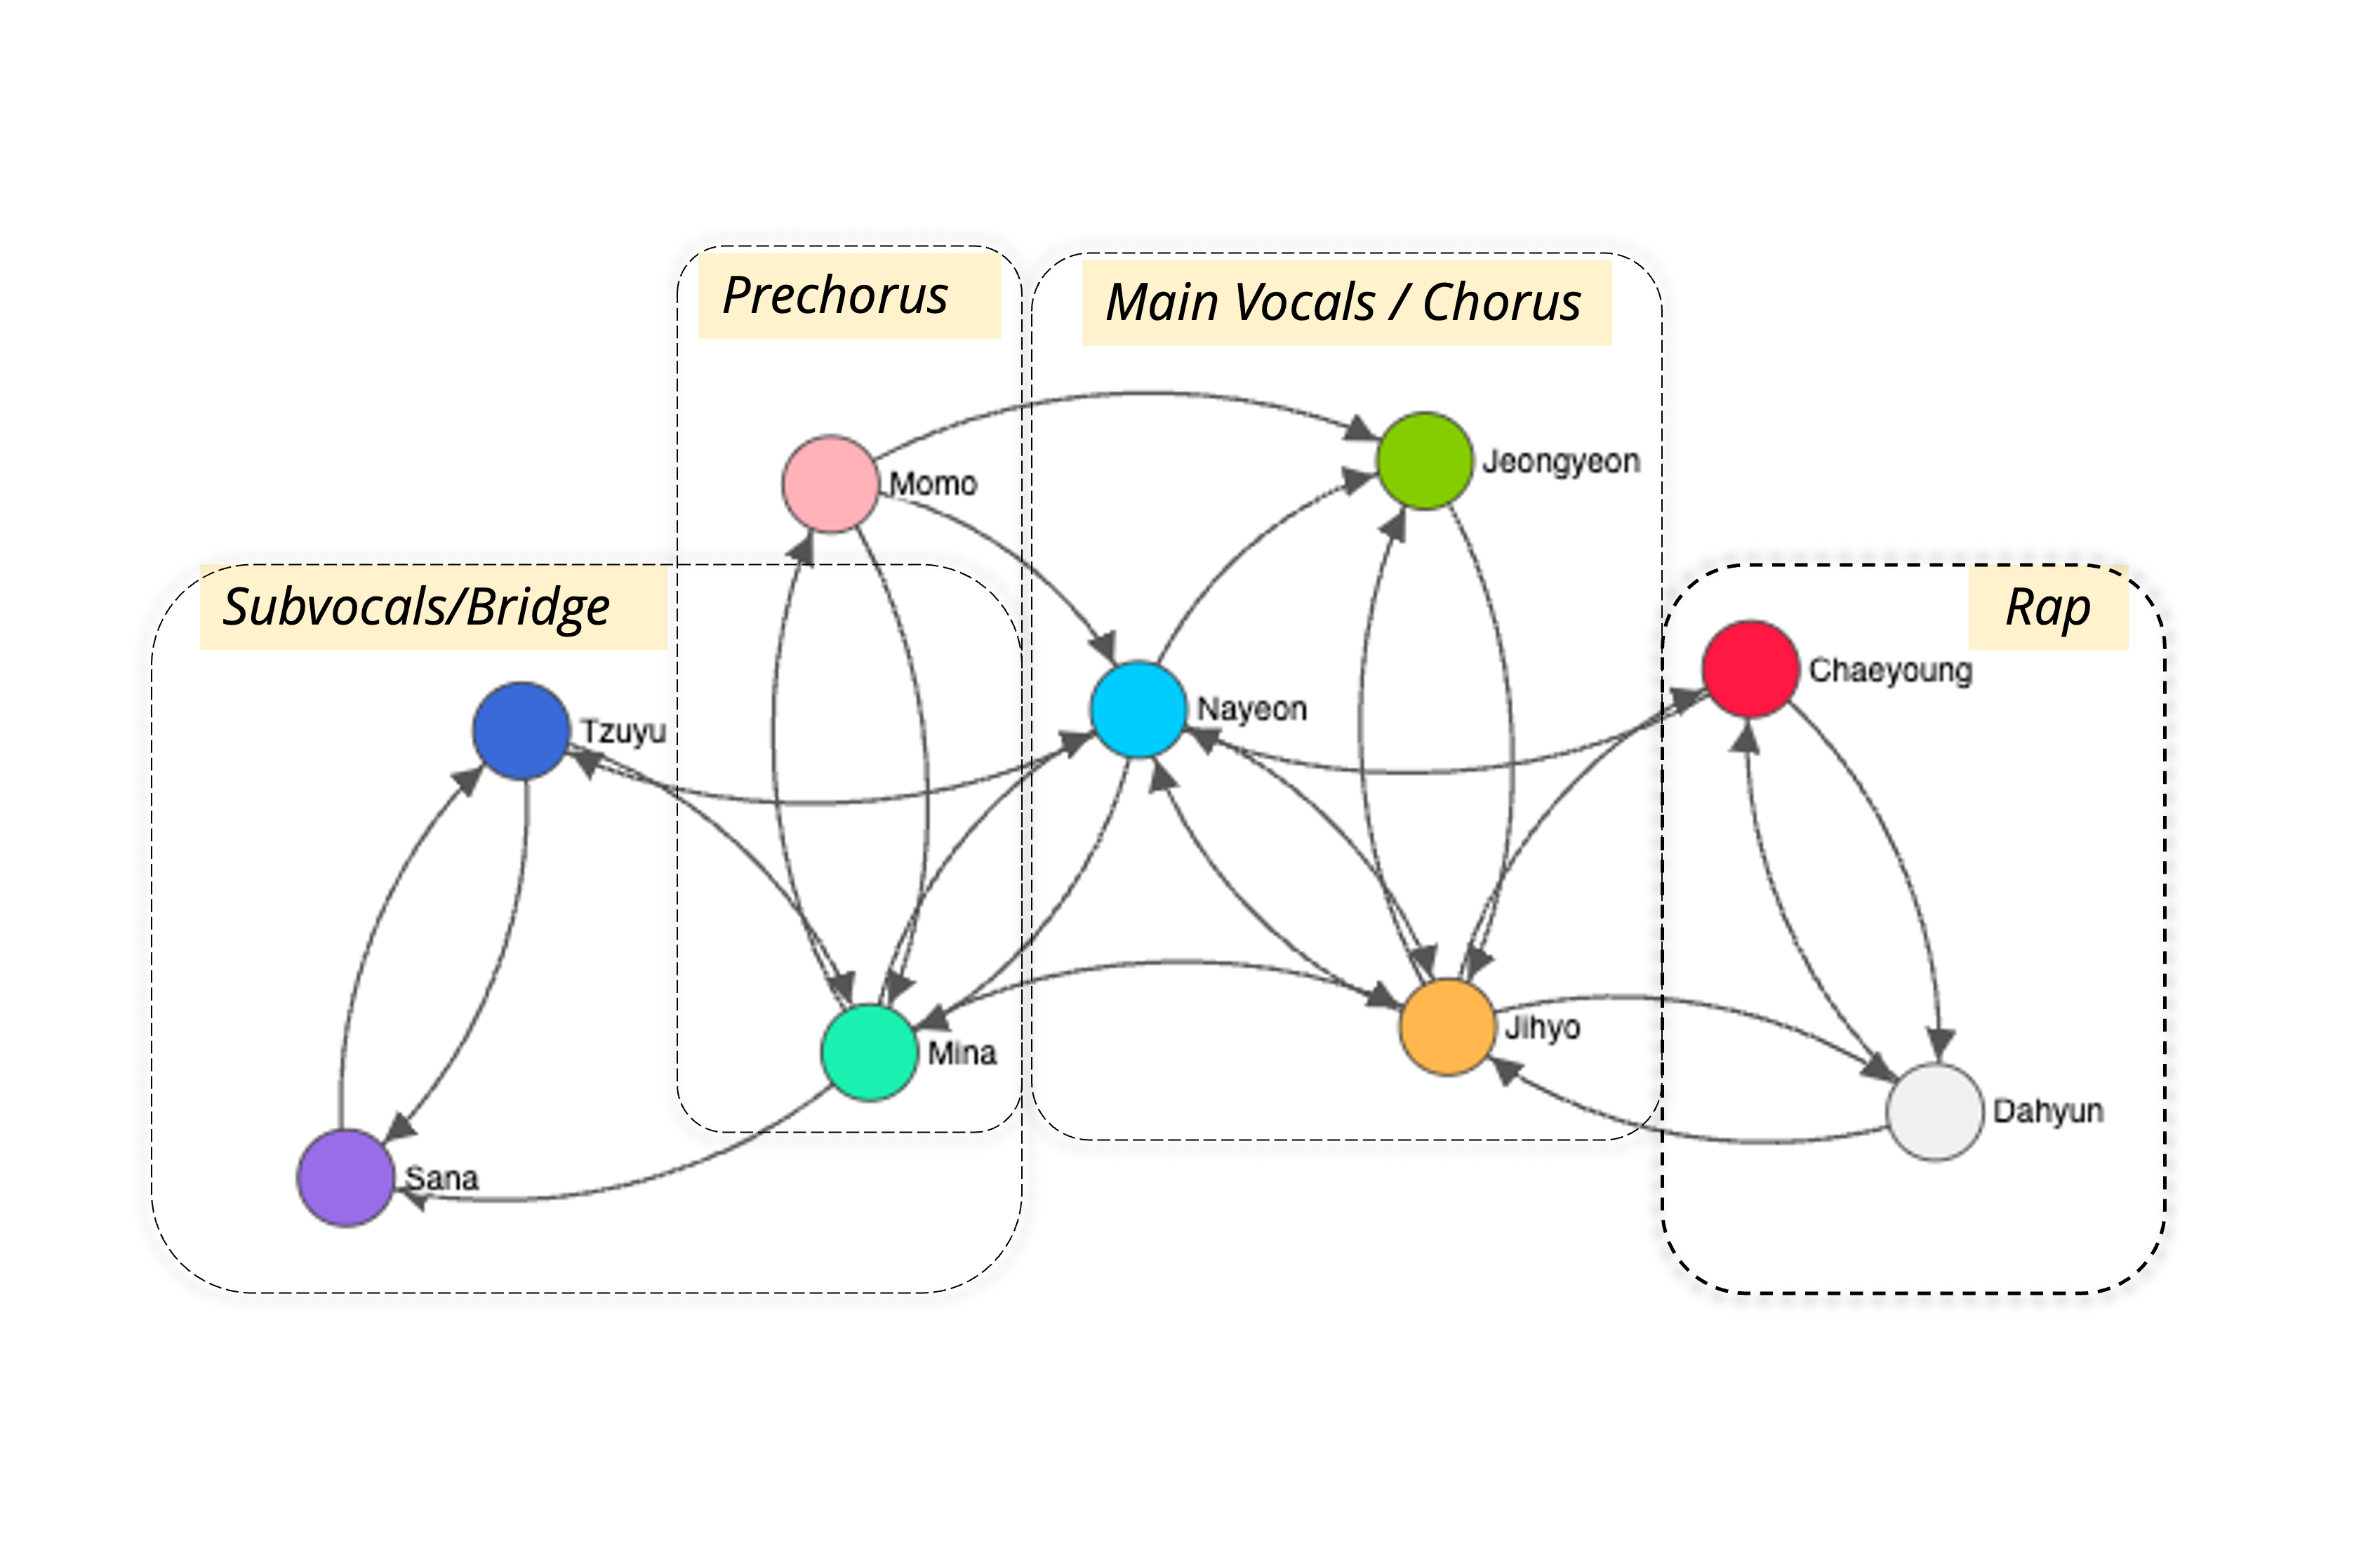 Prechorus
Main Vocals / Chorus
Momo
Jeongyeon
Subvocals/Bridge
Rap
Chaeyoung
Tzuyu
Nayeon
Jihyo
Mina
Dahyun
Sana